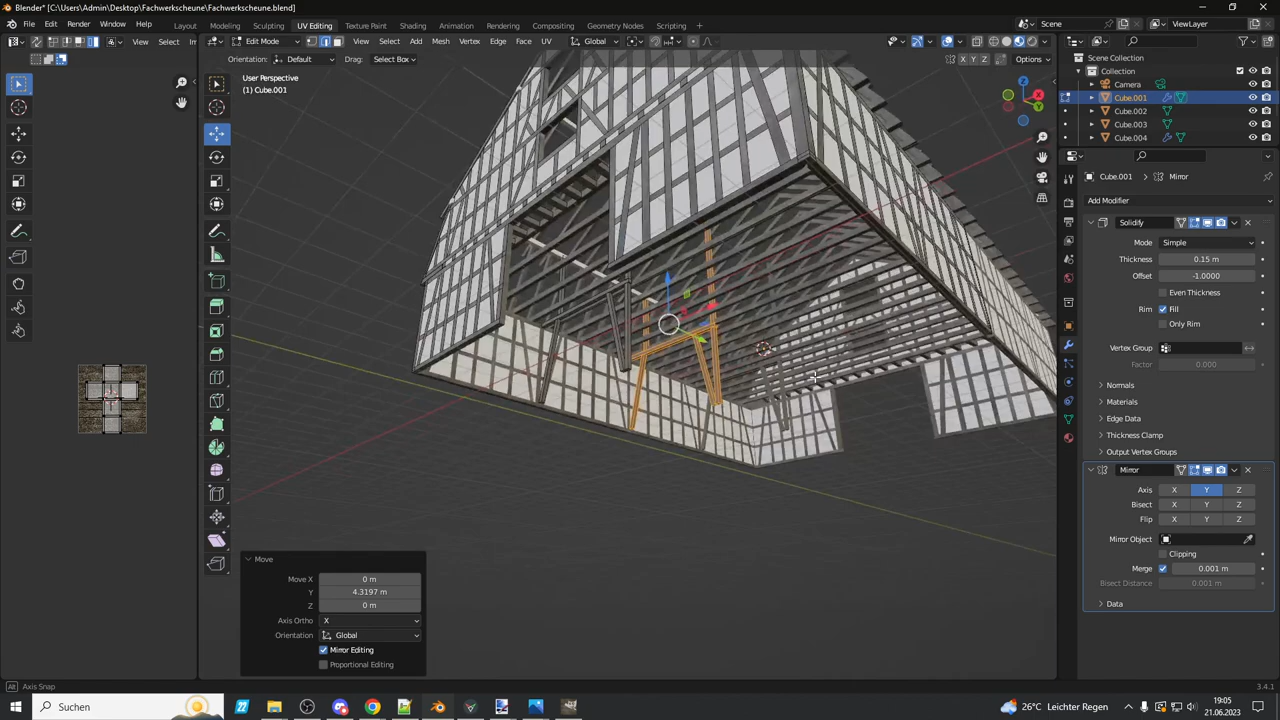 Blender* [C:\Users\Admin\Desktop\Fachwerkscheune\Fachwerkscheune.blend]
File Edit Render Window Help Layout Modeling Sculpting UV Editing Texture Paint Shading Animation Rendering Compositing Geometry Nodes Scripting Scene ViewLayer
View Select Edit Mode View Select Add Mesh Vertex Edge Face UV Global
Orientation: Default Drag: Select Box X Y Z Options
User Perspective
(1) Cube.001
Scene Collection
Collection
Camera
Cube.001
Cube.002
Cube.003
Cube.004
Cube.001 Mirror
Add Modifier
Solidify
Mode Simple
Thickness 0.15 m
Offset -1.0000
Even Thickness
Rim Fill
Only Rim
Vertex Group
Factor 0.000
Normals
Materials
Edge Data
Thickness Clamp
Output Vertex Groups
Mirror
Axis X Y Z
Bisect X Y Z
Flip X Y Z
Mirror Object
Clipping
Merge 0.001 m
Bisect Distance 0.001 m
Data
Move
Move X 0 m
Y 4.3197 m
Z 0 m
Axis Ortho X
Orientation Global
Mirror Editing
Proportional Editing
Alt Axis Snap 3.4.1
Suchen 26°C Leichter Regen 19:05
21.06.2023